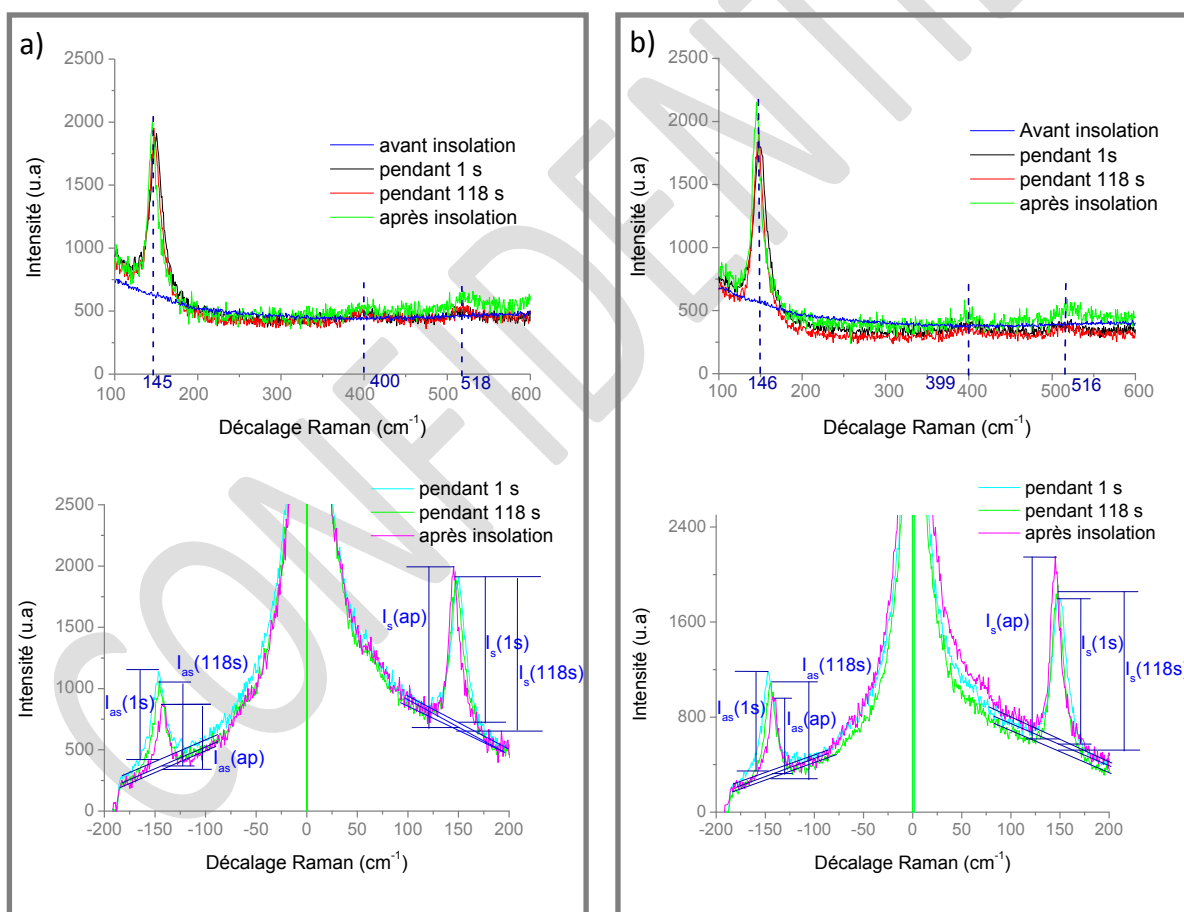 CONFIDENTI
a)
2500
2000
1500
1000
500
0
Intensité (u.a)
avant insolation
pendant 1 s
pendant 118 s
après insolation
100 200 300 400 500 600
145 400 518
Décalage Raman (cm-1)
pendant 1 s
pendant 118 s
après insolation
2500
2000
1500
1000
500
0
Intensité (u.a)
Is(ap)
Is(1s)
Is(118s)
Ias(118s)
Ias(1s)
Ias(ap)
-200 -150 -100 -50 0 50 100 150 200
Décalage Raman (cm-1)
b)
2500
2000
1500
1000
500
0
Intensité (u.a)
Avant insolation
pendant 1s
pendant 118 s
après insolation
100 200 300 400 500 600
146 399 516
Décalage Raman (cm-1)
pendant 1 s
pendant 118 s
après insolation
2400
1600
800
0
Intensité (u.a)
Is(ap)
Is(1s)
Is(118s)
Ias(118s)
Ias(1s)
Ias(ap)
-200 -150 -100 -50 0 50 100 150 200
Décalage Raman (cm-1)